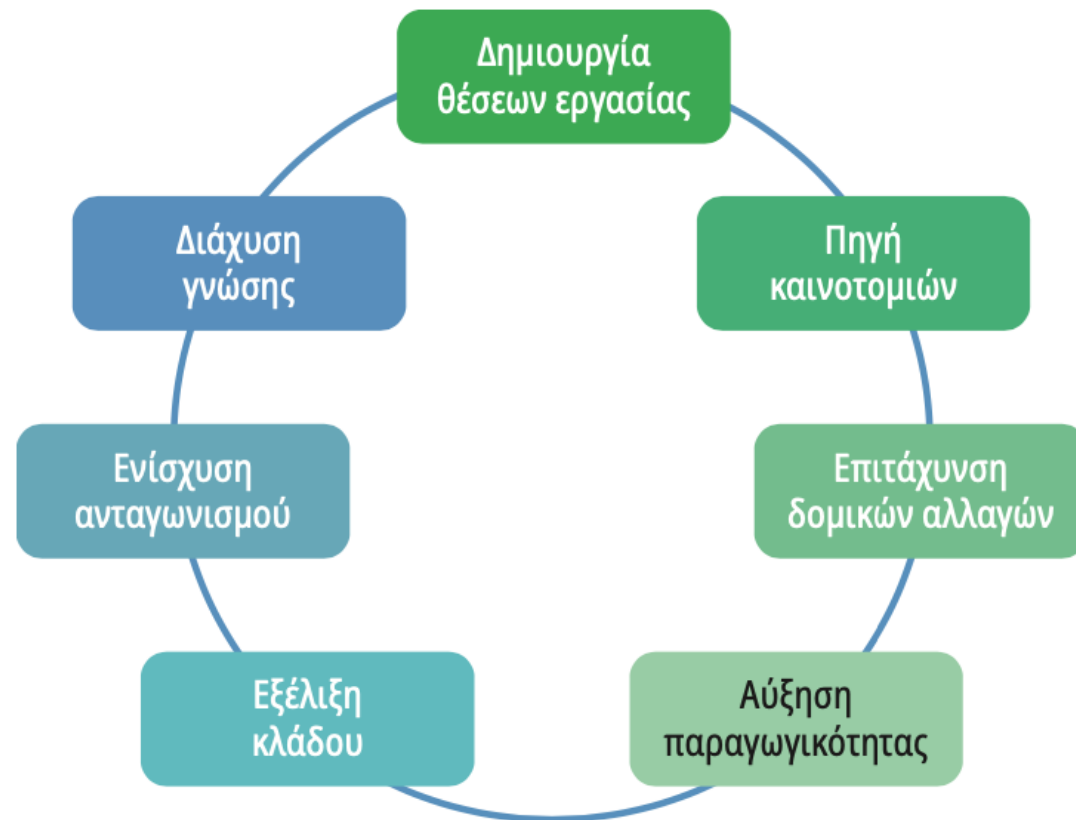 Δημιουργία
θέσεων εργασίας
Πηγή
καινοτομιών
Επιτάχυνση
δομικών αλλαγών
Αύξηση
παραγωγικότητας
Εξέλιξη
κλάδου
Ενίσχυση
ανταγωνισμού
Διάχυση
γνώσης